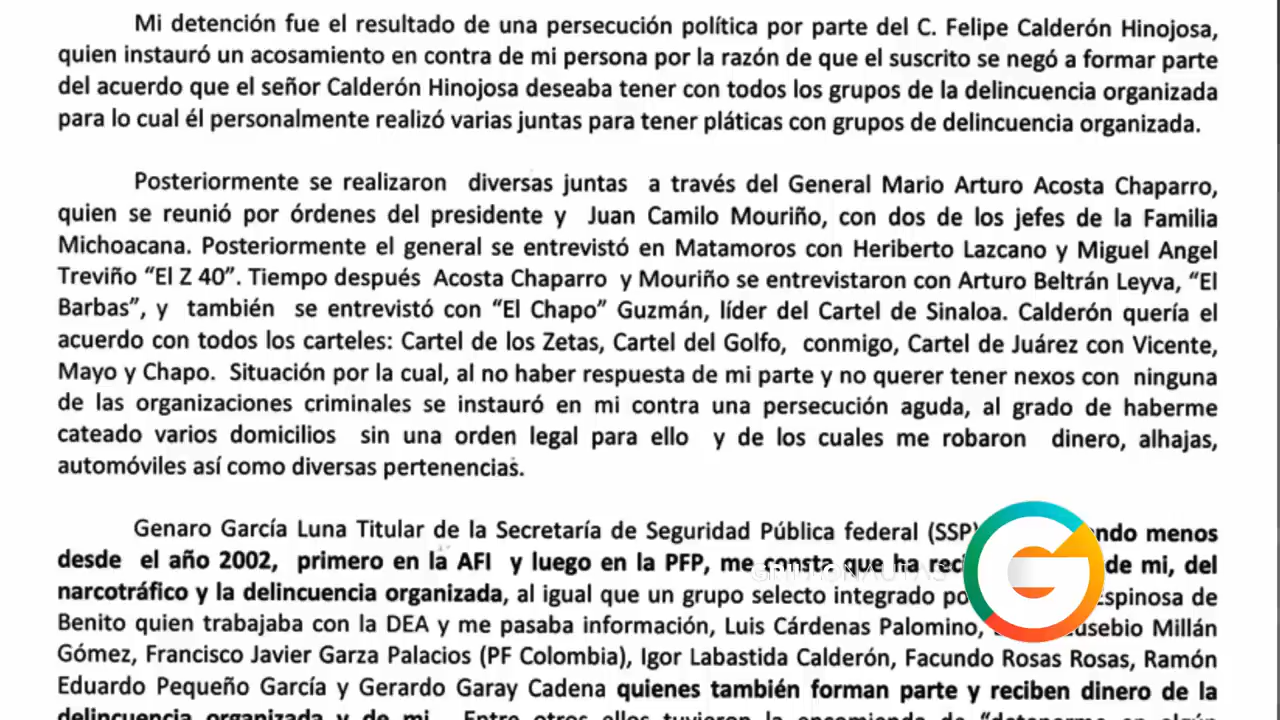 Mi detención fue el resultado de una persecución política por parte del C. Felipe Calderón Hinojosa,
quien instauró un acosamiento en contra de mi persona por la razón de que el suscrito se negó a formar parte
del acuerdo que el señor Calderón Hinojosa deseaba tener con todos los grupos de la delincuencia organizada
para lo cual él personalmente realizó varias juntas para tener pláticas con grupos de delincuencia organizada.
Posteriormente se realizaron diversas juntas a través del General Mario Arturo Acosta Chaparro,
quien se reunió por órdenes del presidente y Juan Camilo Mouriño, con dos de los jefes de la Familia
Michoacana. Posteriormente el general se entrevistó en Matamoros con Heriberto Lazcano y Miguel Angel
Treviño “El Z 40”. Tiempo después Acosta Chaparro y Mouriño se entrevistaron con Arturo Beltrán Leyva, “El
Barbas”, y también se entrevistó con “El Chapo” Guzmán, líder del Cartel de Sinaloa. Calderón quería el
acuerdo con todos los carteles: Cartel de los Zetas, Cartel del Golfo, conmigo, Cartel de Juárez con Vicente,
Mayo y Chapo. Situación por la cual, al no haber respuesta de mi parte y no querer tener nexos con ninguna
de las organizaciones criminales se instauró en mi contra una persecución aguda, al grado de haberme
cateado varios domicilios sin una orden legal para ello y de los cuales me robaron dinero, alhajas,
automóviles así como diversas pertenencias.
Genaro García Luna Titular de la Secretaría de Seguridad Pública federal (SSP) menos
desde el año 2002, primero en la AFI y luego en la PFP, me consta que ha de mi, del
narcotráfico y la delincuencia organizada, al igual que un grupo selecto integrado Espinosa de
Benito quien trabajaba con la DEA y me pasaba información, Luis Cárdenas Palomino, Millán
Gómez, Francisco Javier Garza Palacios (PF Colombia), Igor Labastida Calderón, Facundo Rosas Rosas, Ramón
Eduardo Pequeño García y Gerardo Garay Cadena quienes también forman parte y reciben dinero de la
delincuencia organizada y de mi. Entre otros ellos tuvieron la encomienda de